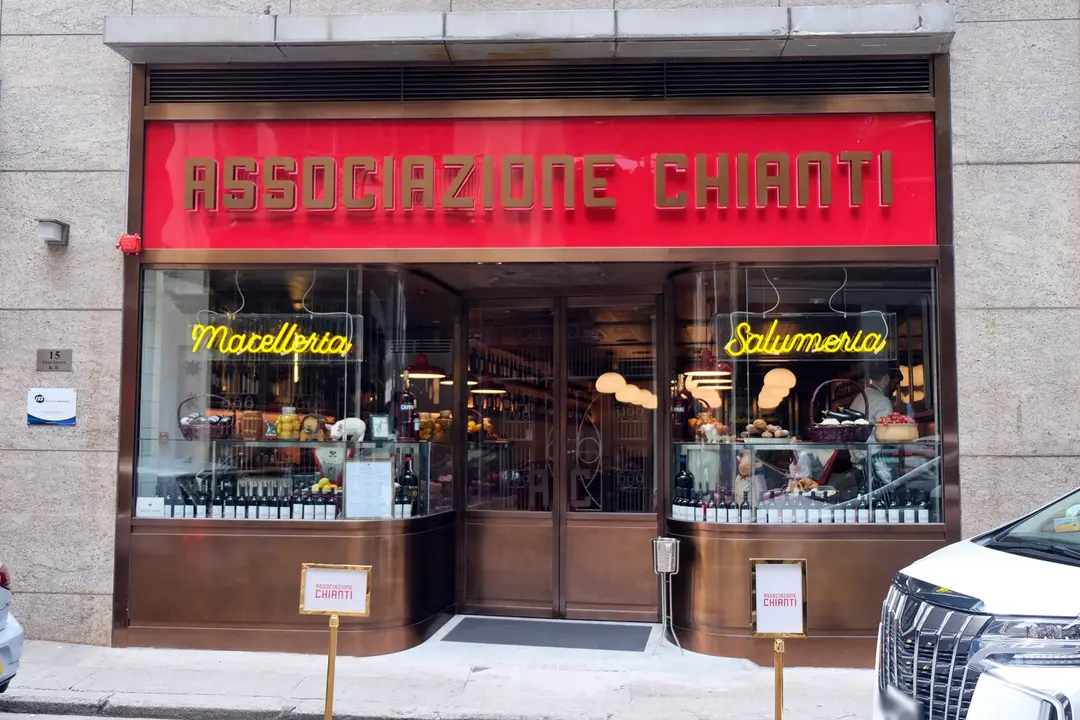 ASSOCIAZIONE CHIANTI
Macelleria
Salumeria
15
ASSOCIAZIONE
CHIANTI
ASSOCIAZIONE
CHIANTI